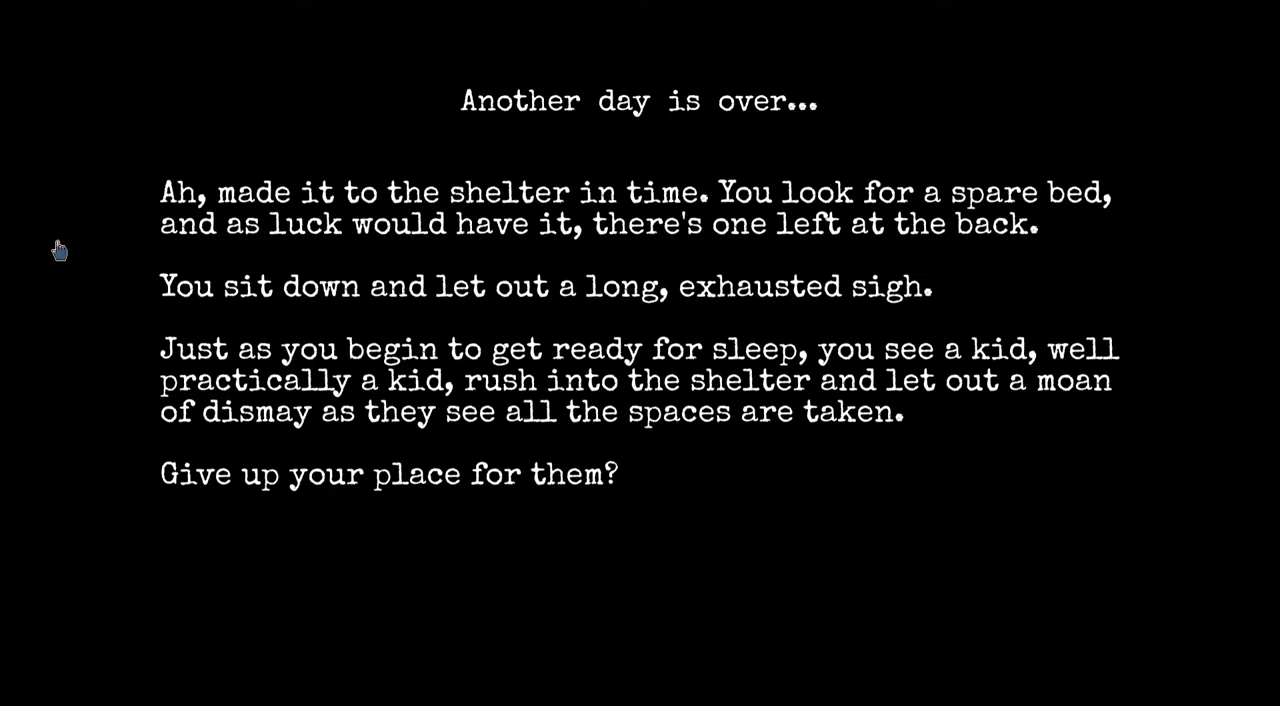 Another day is over...
Ah, made it to the shelter in time. You look for a spare bed,
and as luck would have it, there's one left at the back.
You sit down and let out a long, exhausted sigh.
Just as you begin to get ready for sleep, you see a kid, well
practically a kid, rush into the shelter and let out a moan
of dismay as they see all the spaces are taken.
Give up your place for them?